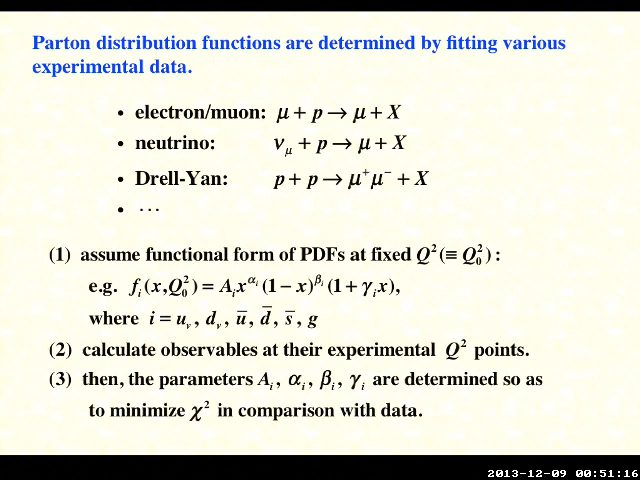 Parton distribution functions are determined by fitting various
experimental data.
• electron/muon: μ + p → μ + X
• neutrino: ν_μ + p → μ + X
• Drell-Yan: p + p → μ⁺μ⁻ + X
• ···
(1) assume functional form of PDFs at fixed Q² (≡ Q₀²) :
e.g. f_i(x,Q₀²) = A_i x^{α_i} (1 − x)^{β_i} (1 + γ_i x),
where i = u_v, d_v, ū, d̄, s̄, g
(2) calculate observables at their experimental Q² points.
(3) then, the parameters A_i, α_i, β_i, γ_i are determined so as
to minimize χ² in comparison with data.
2013-12-09 00:51:16